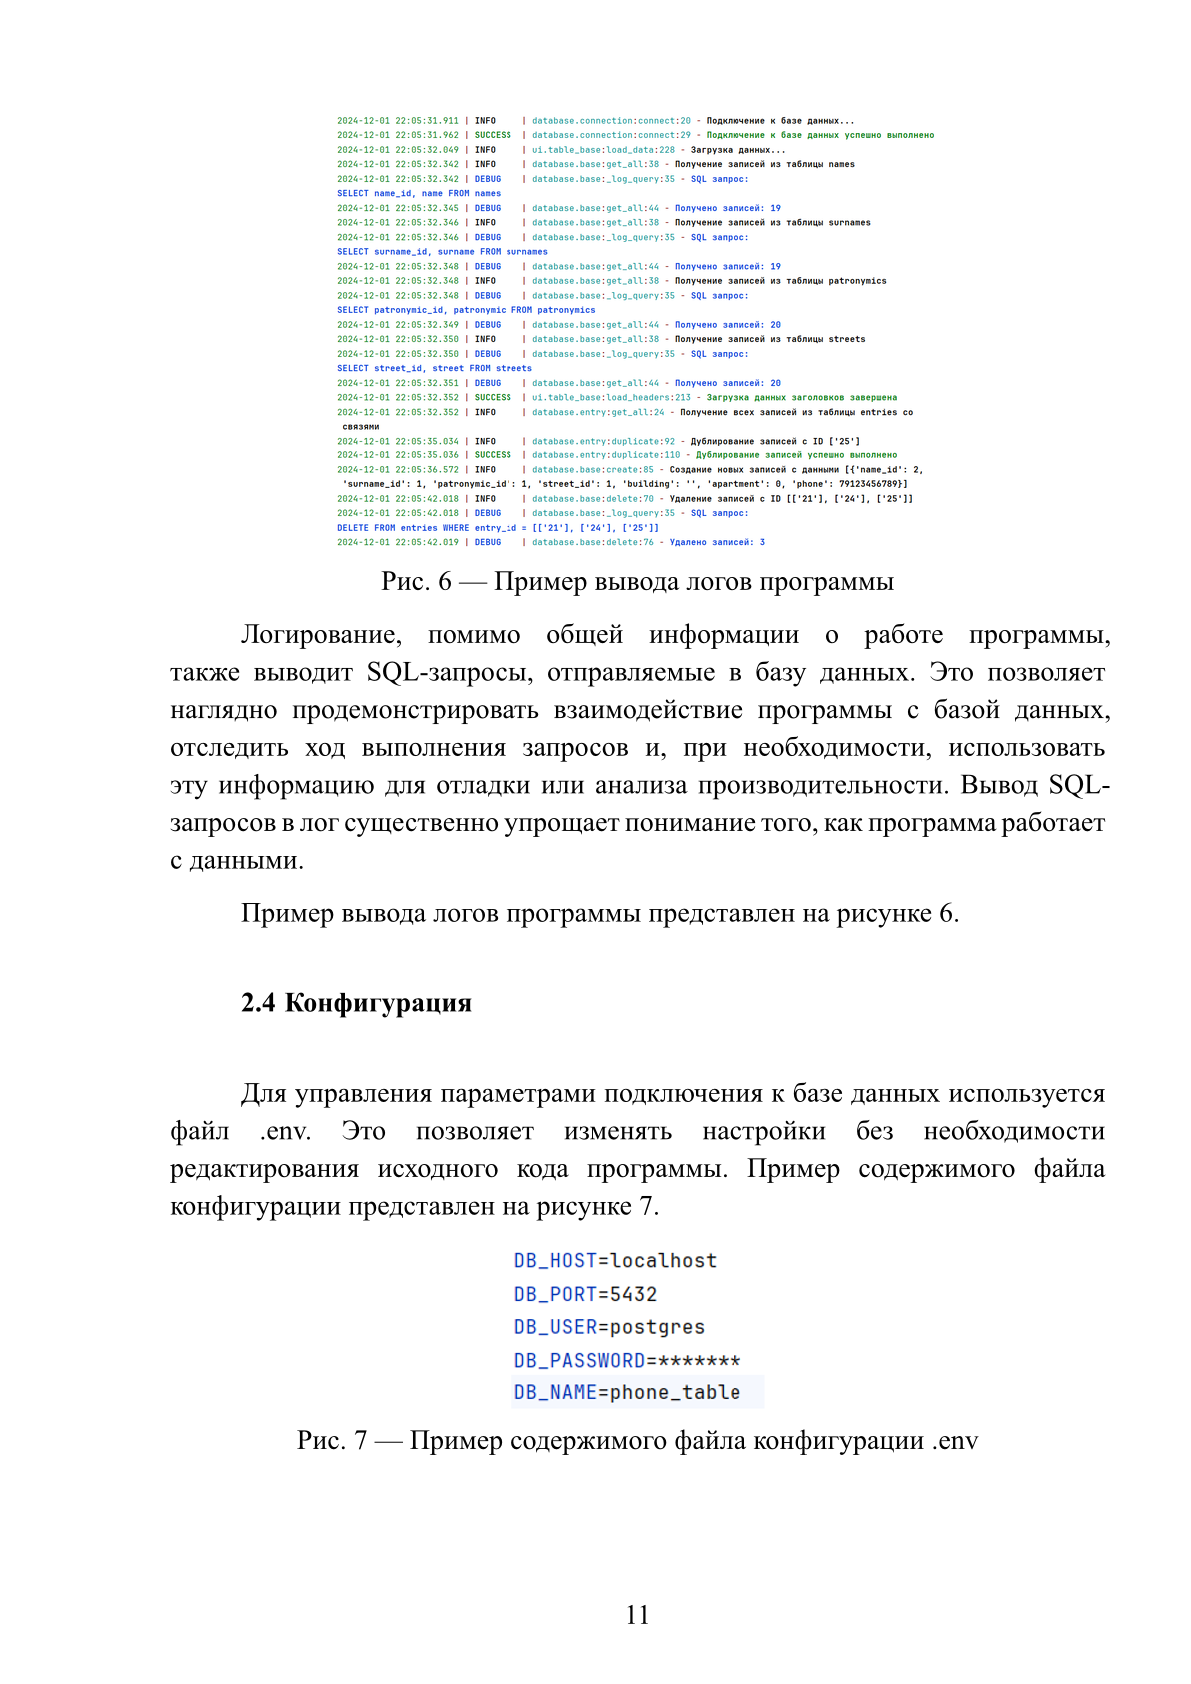 2024-12-01 22:05:31.911 | INFO | database.connection:connect:20 - Подключение к базе данных...
2024-12-01 22:05:31.962 | SUCCESS | database.connection:connect:29 - Подключение к базе данных успешно выполнено
2024-12-01 22:05:32.049 | INFO | ui.table_base:load_data:228 - Загрузка данных...
2024-12-01 22:05:32.342 | INFO | database.base:get_all:38 - Получение записей из таблицы names
2024-12-01 22:05:32.342 | DEBUG | database.base:_log_query:35 - SQL запрос:
SELECT name_id, name FROM names
2024-12-01 22:05:32.345 | DEBUG | database.base:get_all:44 - Получено записей: 19
2024-12-01 22:05:32.346 | INFO | database.base:get_all:38 - Получение записей из таблицы surnames
2024-12-01 22:05:32.346 | DEBUG | database.base:_log_query:35 - SQL запрос:
SELECT surname_id, surname FROM surnames
2024-12-01 22:05:32.348 | DEBUG | database.base:get_all:44 - Получено записей: 19
2024-12-01 22:05:32.348 | INFO | database.base:get_all:38 - Получение записей из таблицы patronymics
2024-12-01 22:05:32.348 | DEBUG | database.base:_log_query:35 - SQL запрос:
SELECT patronymic_id, patronymic FROM patronymics
2024-12-01 22:05:32.349 | DEBUG | database.base:get_all:44 - Получено записей: 20
2024-12-01 22:05:32.350 | INFO | database.base:get_all:38 - Получение записей из таблицы streets
2024-12-01 22:05:32.350 | DEBUG | database.base:_log_query:35 - SQL запрос:
SELECT street_id, street FROM streets
2024-12-01 22:05:32.351 | DEBUG | database.base:get_all:44 - Получено записей: 20
2024-12-01 22:05:32.352 | SUCCESS | ui.table_base:load_headers:213 - Загрузка данных заголовков завершена
2024-12-01 22:05:32.352 | INFO | database.entry:get_all:24 - Получение всех записей из таблицы entries со
связями
2024-12-01 22:05:35.034 | INFO | database.entry:duplicate:92 - Дублирование записей с ID ['25']
2024-12-01 22:05:35.036 | SUCCESS | database.entry:duplicate:110 - Дублирование записей успешно выполнено
2024-12-01 22:05:36.572 | INFO | database.base:create:85 - Создание новых записей с данными [{'name_id': 2,
'surname_id': 1, 'patronymic_id': 1, 'street_id': 1, 'building': '', 'apartment': 0, 'phone': 79123456789}]
2024-12-01 22:05:42.018 | INFO | database.base:delete:70 - Удаление записей с ID [['21'], ['24'], ['25']]
2024-12-01 22:05:42.018 | DEBUG | database.base:_log_query:35 - SQL запрос:
DELETE FROM entries WHERE entry_id = [['21'], ['24'], ['25']]
2024-12-01 22:05:42.019 | DEBUG | database.base:delete:76 - Удалено записей: 3
Рис. 6 — Пример вывода логов программы
Логирование, помимо общей информации о работе программы,
также выводит SQL-запросы, отправляемые в базу данных. Это позволяет
наглядно продемонстрировать взаимодействие программы с базой данных,
отследить ход выполнения запросов и, при необходимости, использовать
эту информацию для отладки или анализа производительности. Вывод SQL-
запросов в лог существенно упрощает понимание того, как программа работает
с данными.
Пример вывода логов программы представлен на рисунке 6.
2.4 Конфигурация
Для управления параметрами подключения к базе данных используется
файл .env. Это позволяет изменять настройки без необходимости
редактирования исходного кода программы. Пример содержимого файла
конфигурации представлен на рисунке 7.
DB_HOST=localhost
DB_PORT=5432
DB_USER=postgres
DB_PASSWORD=*******
DB_NAME=phone_table
Рис. 7 — Пример содержимого файла конфигурации .env
11